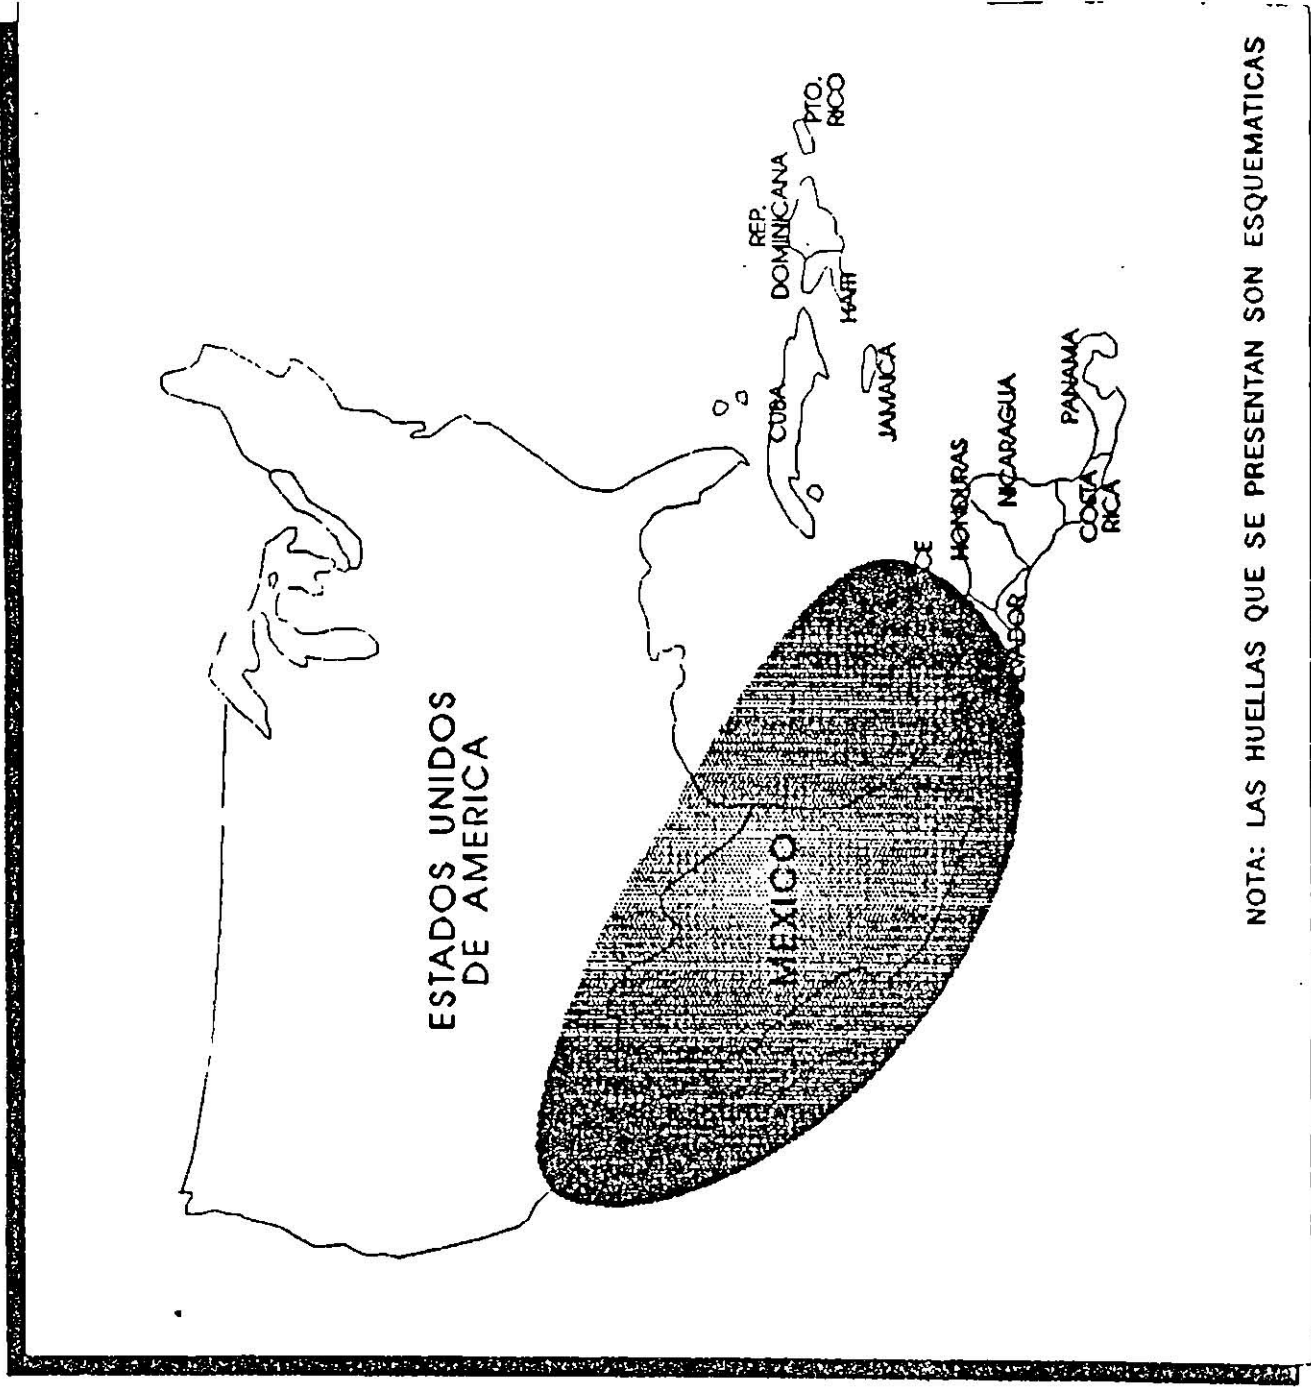 ESTADOS UNIDOS
DE AMERICA
MEXICO
CUBA
REP.
DOMINICANA
PTO.
RICO
HAITI
JAMAICA
HONDURAS
NICARAGUA
COSTA
RICA
PANAMA
NOTA: LAS HUELLAS QUE SE PRESENTAN SON ESQUEMATICAS